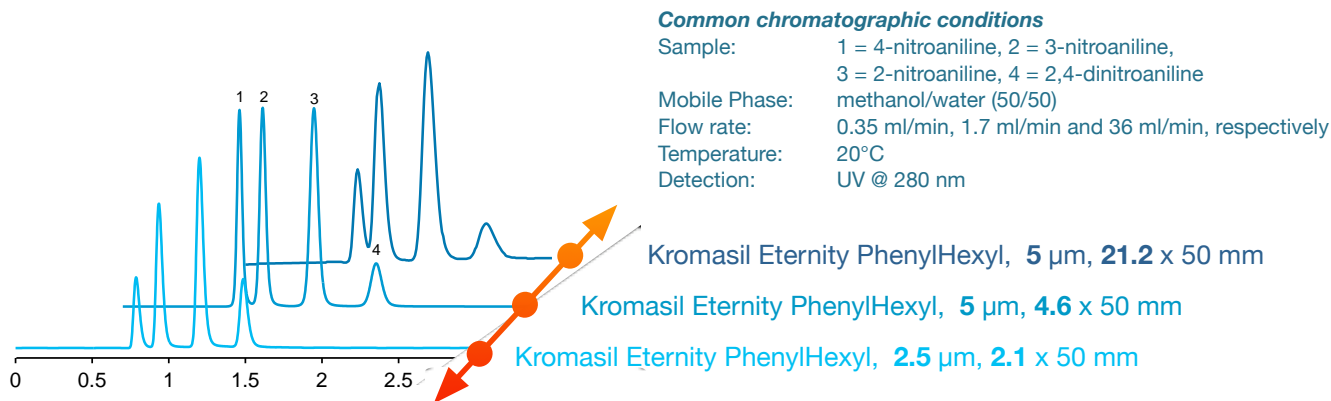 Common chromatographic conditions
Sample: 1 = 4-nitroaniline, 2 = 3-nitroaniline,
3 = 2-nitroaniline, 4 = 2,4-dinitroaniline
Mobile Phase: methanol/water (50/50)
Flow rate: 0.35 ml/min, 1.7 ml/min and 36 ml/min, respectively
Temperature: 20°C
Detection: UV @ 280 nm
1 2 3
4
Kromasil Eternity PhenylHexyl, 5 µm, 21.2 x 50 mm
Kromasil Eternity PhenylHexyl, 5 µm, 4.6 x 50 mm
Kromasil Eternity PhenylHexyl, 2.5 µm, 2.1 x 50 mm
0 0.5 1 1.5 2 2.5